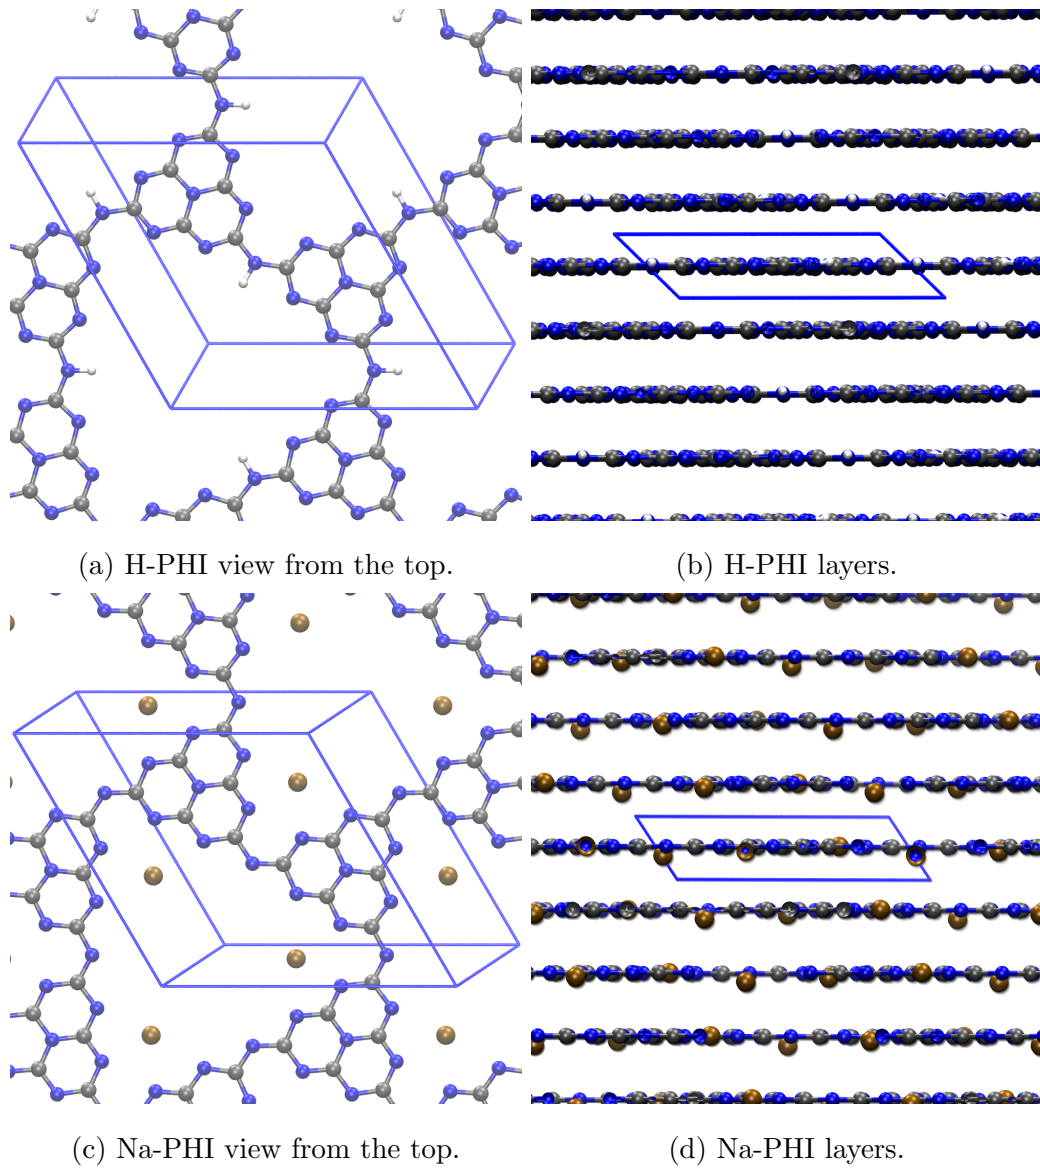 (a) H-PHI view from the top.
(b) H-PHI layers.
(c) Na-PHI view from the top.
(d) Na-PHI layers.